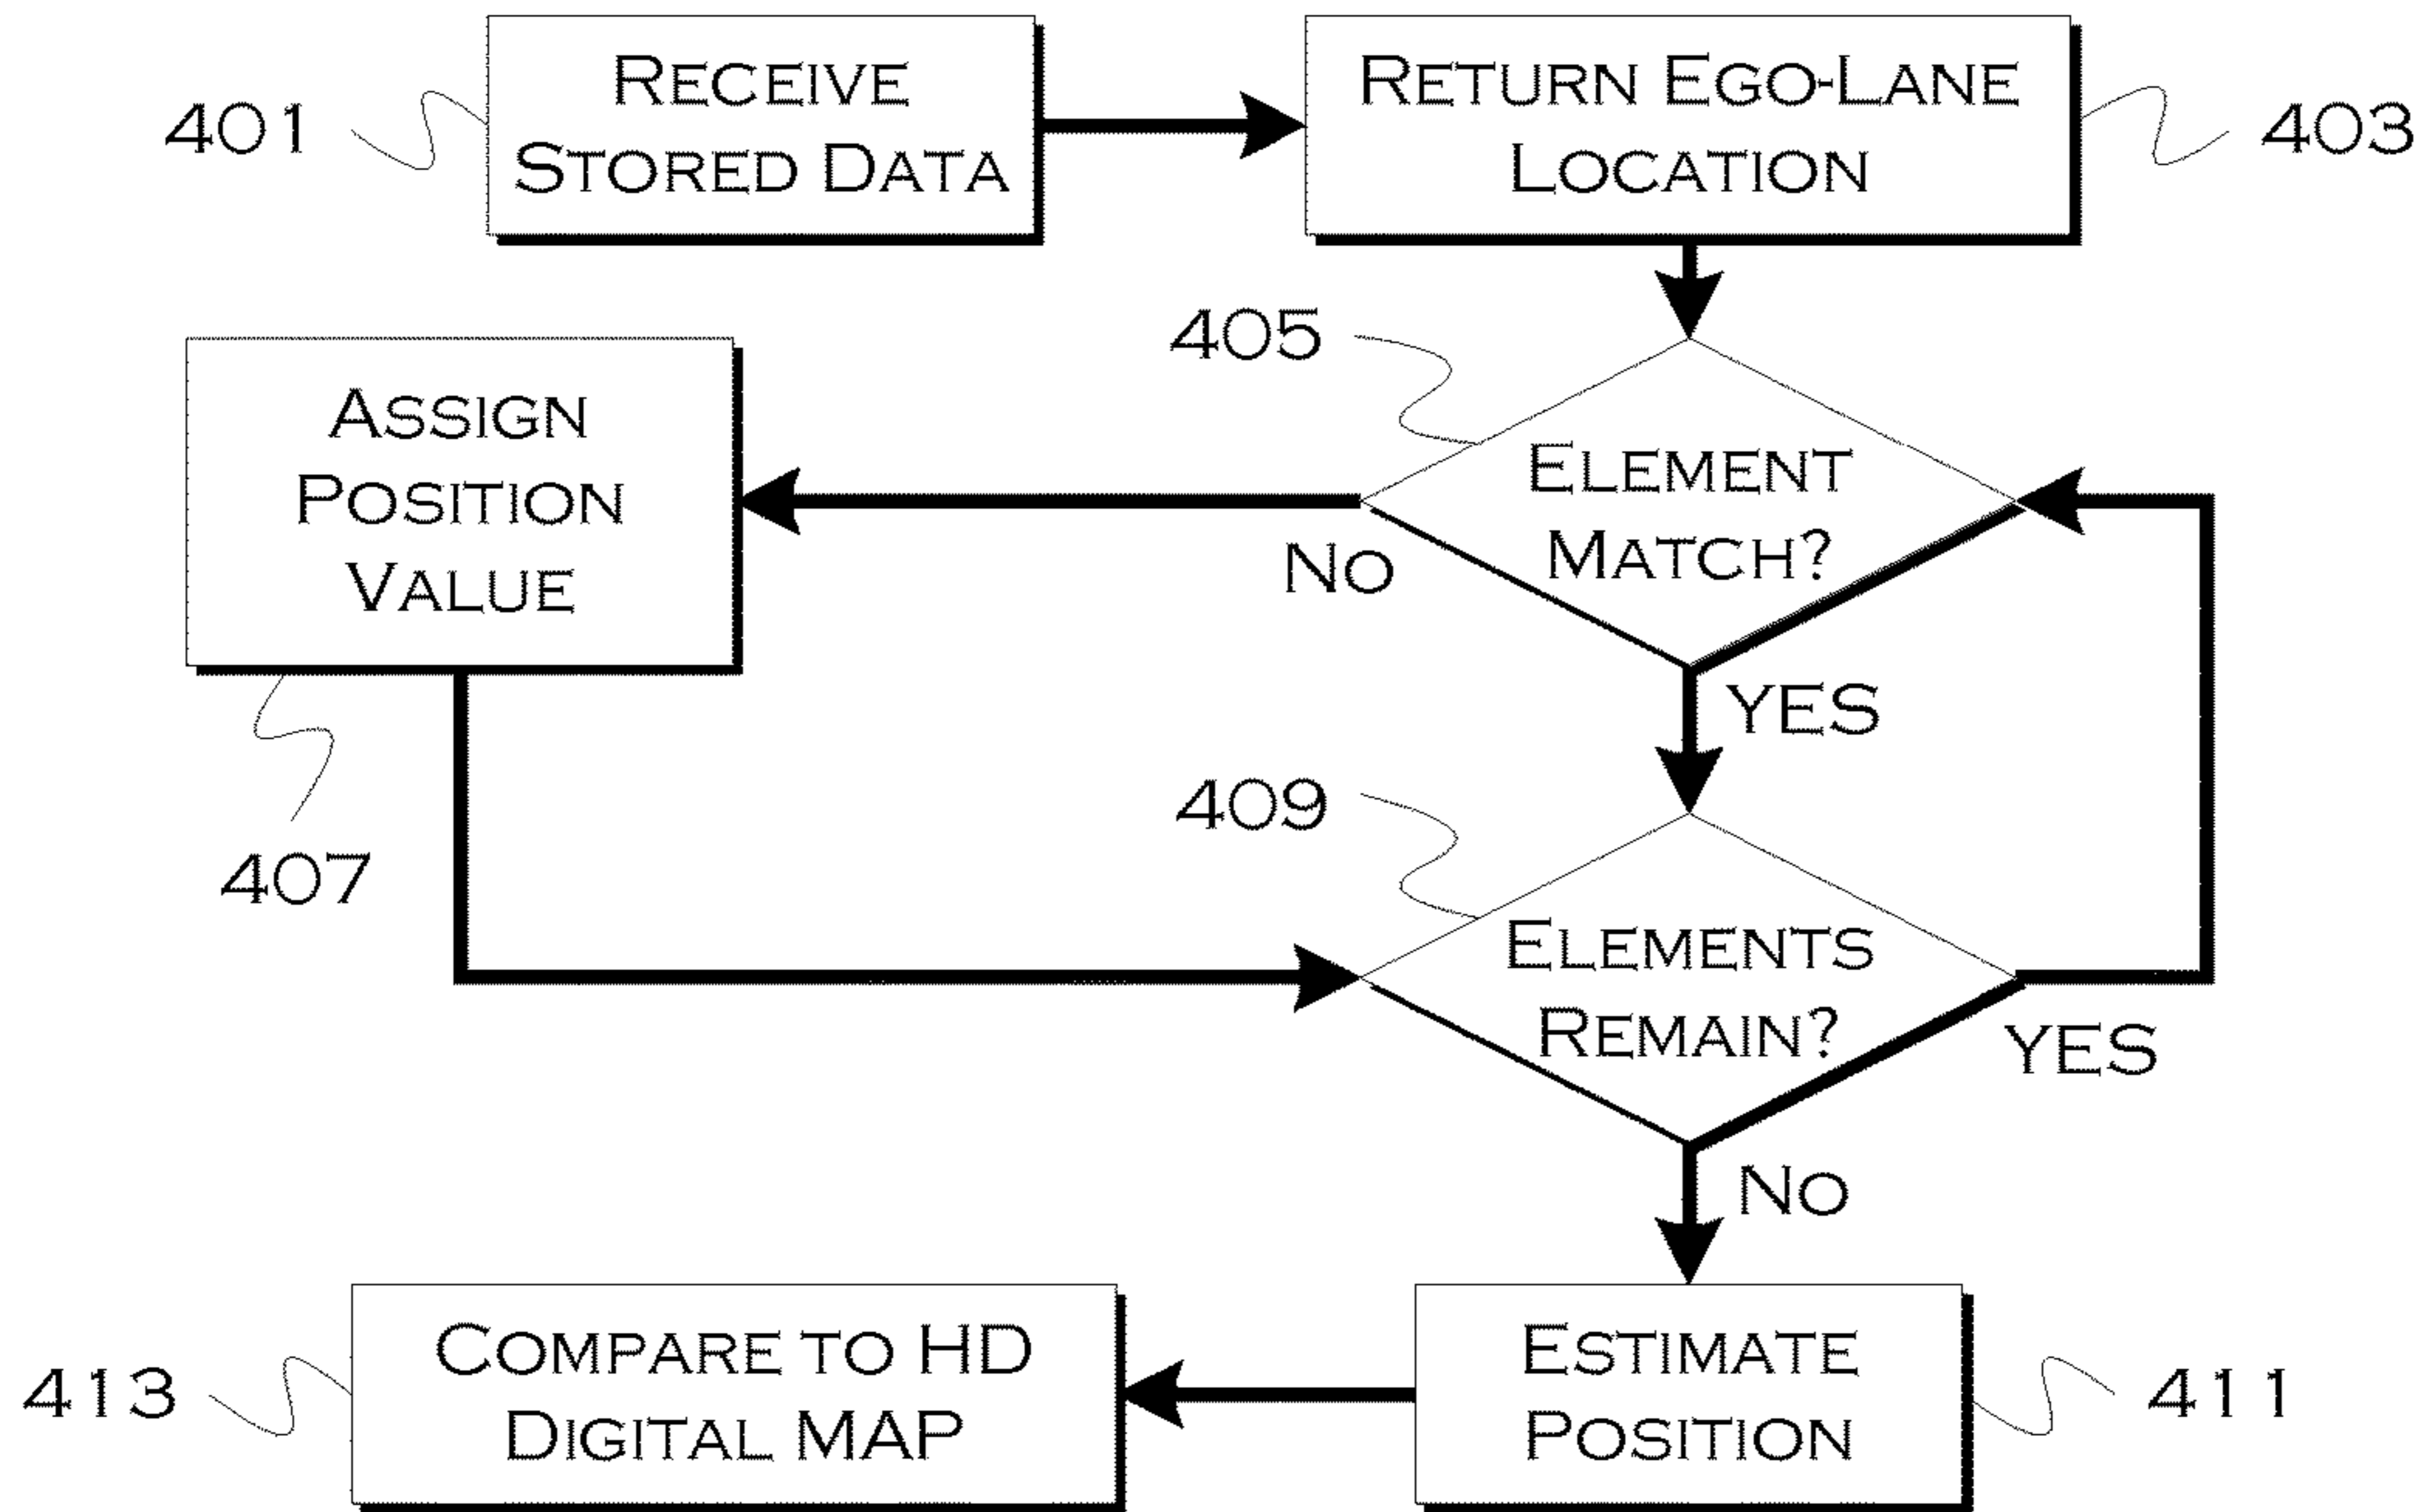 401
Receive
Stored Data
Return Ego-Lane
Location
403
405
Assign
Position
Value
Element
Match?
No
YES
407
409
Elements
Remain?
YES
No
413
Compare to HD
Digital MAP
Estimate
Position
411